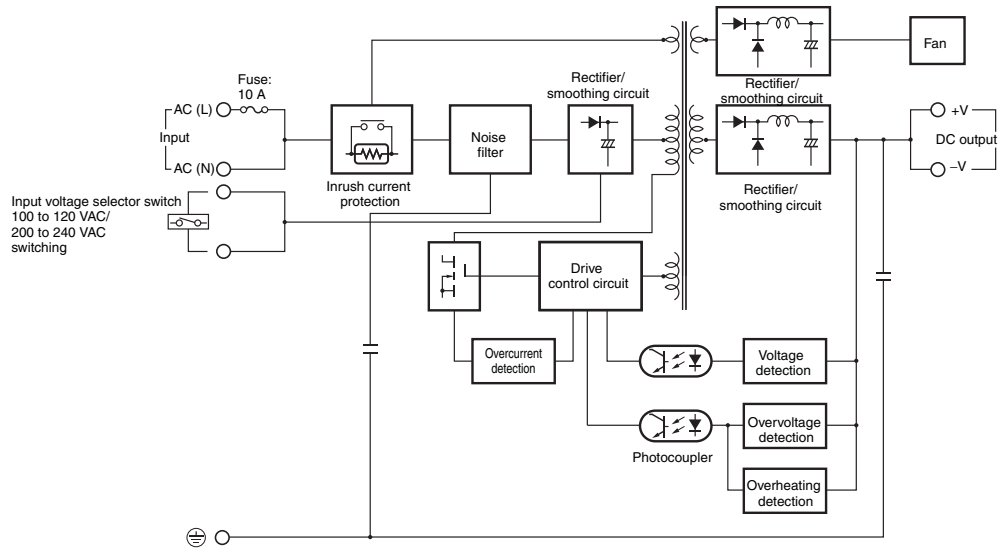 Fuse:
10 A
AC (L)
Input
AC (N)
Input voltage selector switch
100 to 120 VAC/
200 to 240 VAC
switching
Inrush current
protection
Noise
filter
Rectifier/
smoothing circuit
Rectifier/
smoothing circuit
Fan
Rectifier/
smoothing circuit
+V
DC output
–V
Drive
control circuit
Overcurrent
detection
Voltage
detection
Overvoltage
detection
Photocoupler
Overheating
detection